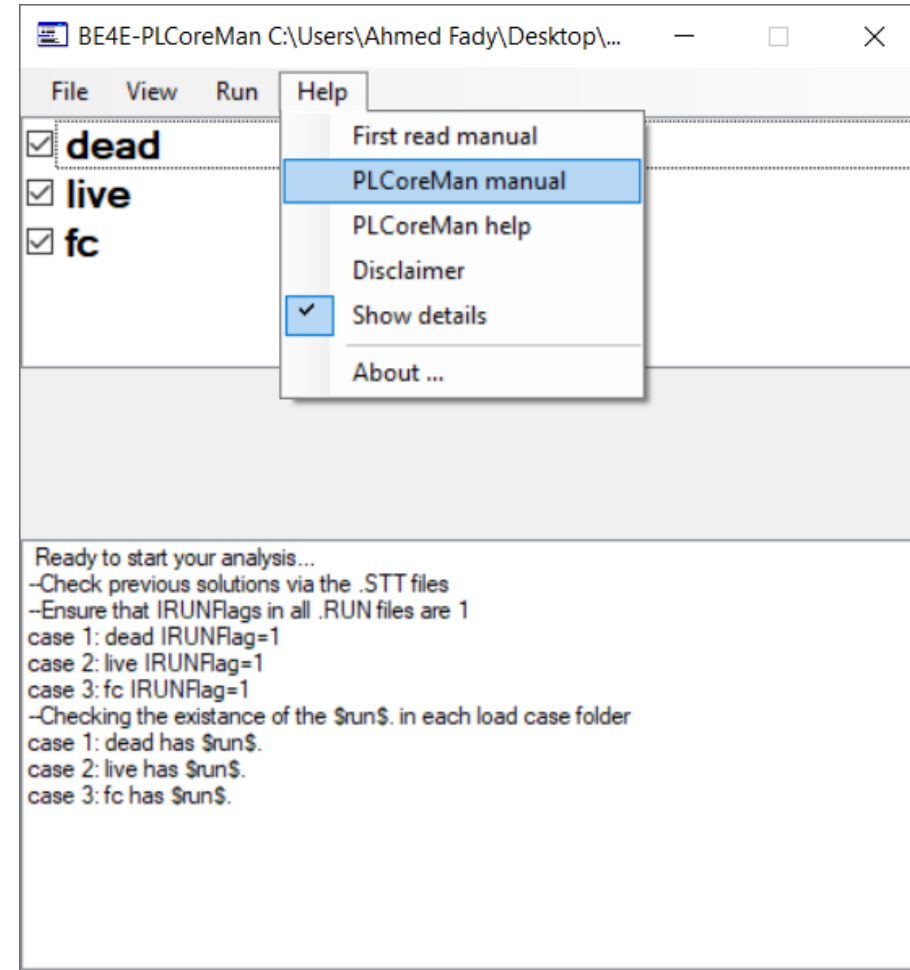 BE4E-PLCoreMan C:\Users\Ahmed Fady\Desktop\...
File View Run Help
dead
live
fc
First read manual
PLCoreMan manual
PLCoreMan help
Disclaimer
Show details
About ...
Ready to start your analysis...
--Check previous solutions via the .STT files
--Ensure that IRUNFlags in all .RUN files are 1
case 1: dead IRUNFlag=1
case 2: live IRUNFlag=1
case 3: fc IRUNFlag=1
--Checking the existance of the $run$. in each load case folder
case 1: dead has $run$.
case 2: live has $run$.
case 3: fc has $run$.